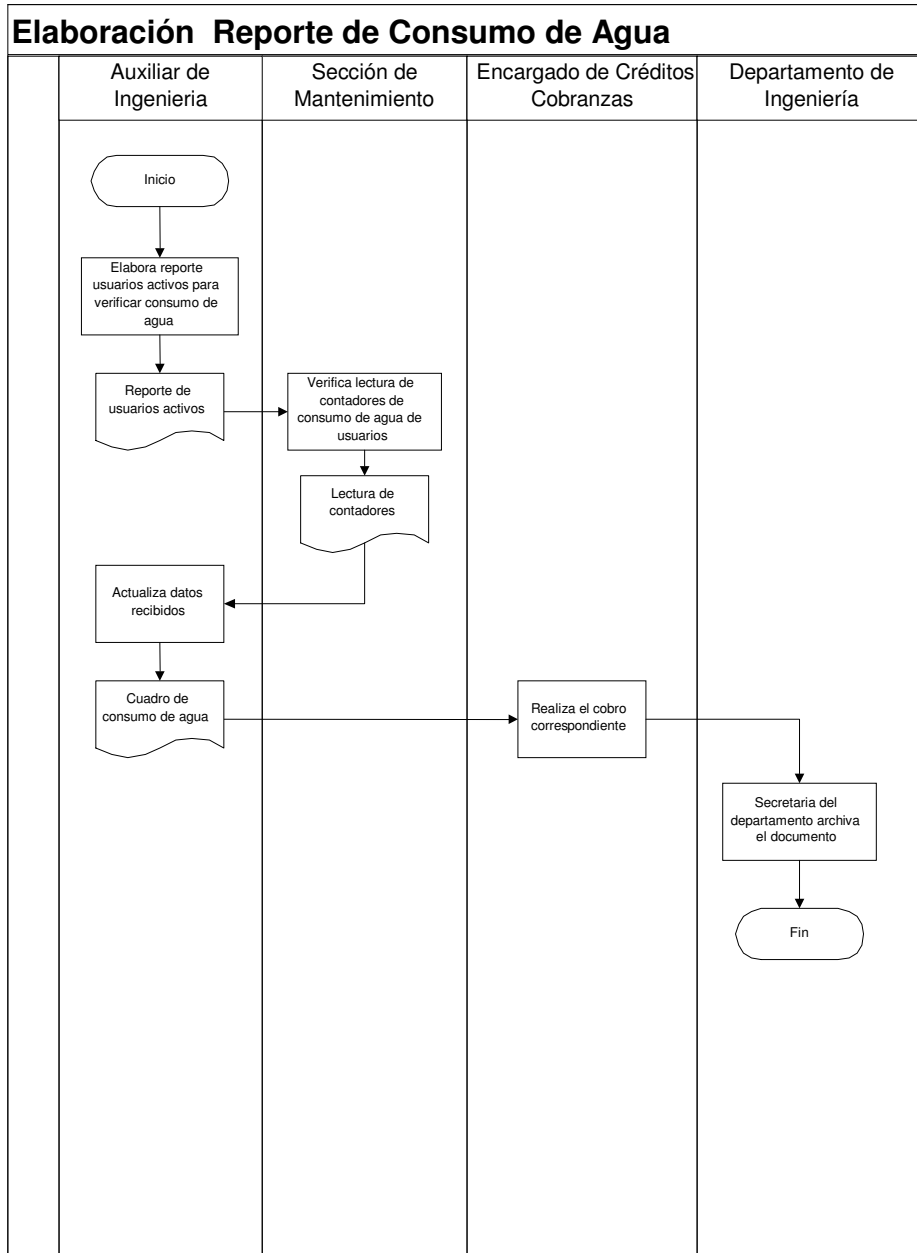 Elaboración  Reporte de Consumo de Agua
Auxiliar de
Ingenieria
Sección de
Mantenimiento
Encargado de Créditos
Cobranzas
Departamento de
Ingeniería
Inicio
Elabora reporte
usuarios activos para
verificar consumo de
agua
Reporte de
usuarios activos
Verifica lectura de
contadores de
consumo de agua de
usuarios
Lectura de
contadores
Actualiza datos
recibidos
Cuadro de
consumo de agua
Realiza el cobro
correspondiente
Secretaria del
departamento archiva
el documento
Fin